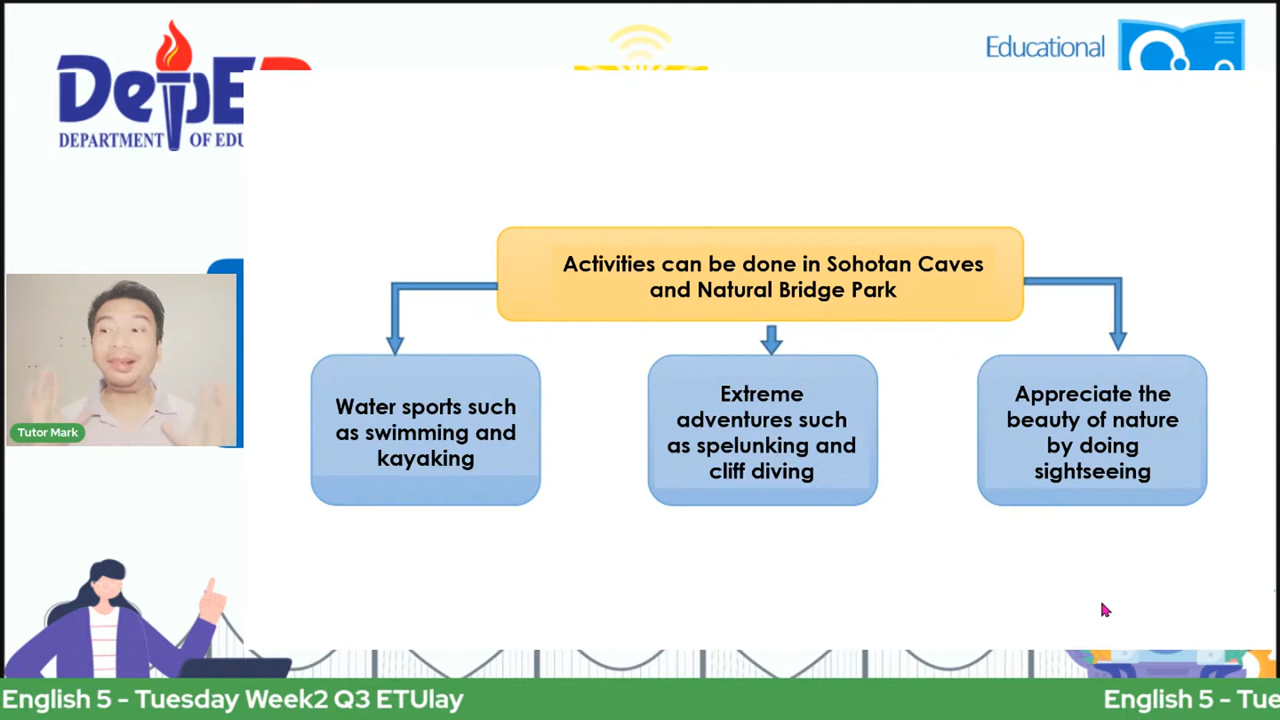 DepE
DEPARTMENT OF EDU
Educational
Activities can be done in Sohotan Caves
and Natural Bridge Park
Water sports such
as swimming and
kayaking
Extreme
adventures such
as spelunking and
cliff diving
Appreciate the
beauty of nature
by doing
sightseeing
Tutor Mark
English 5 - Tuesday Week2 Q3 ETUlay
English 5 - Tue